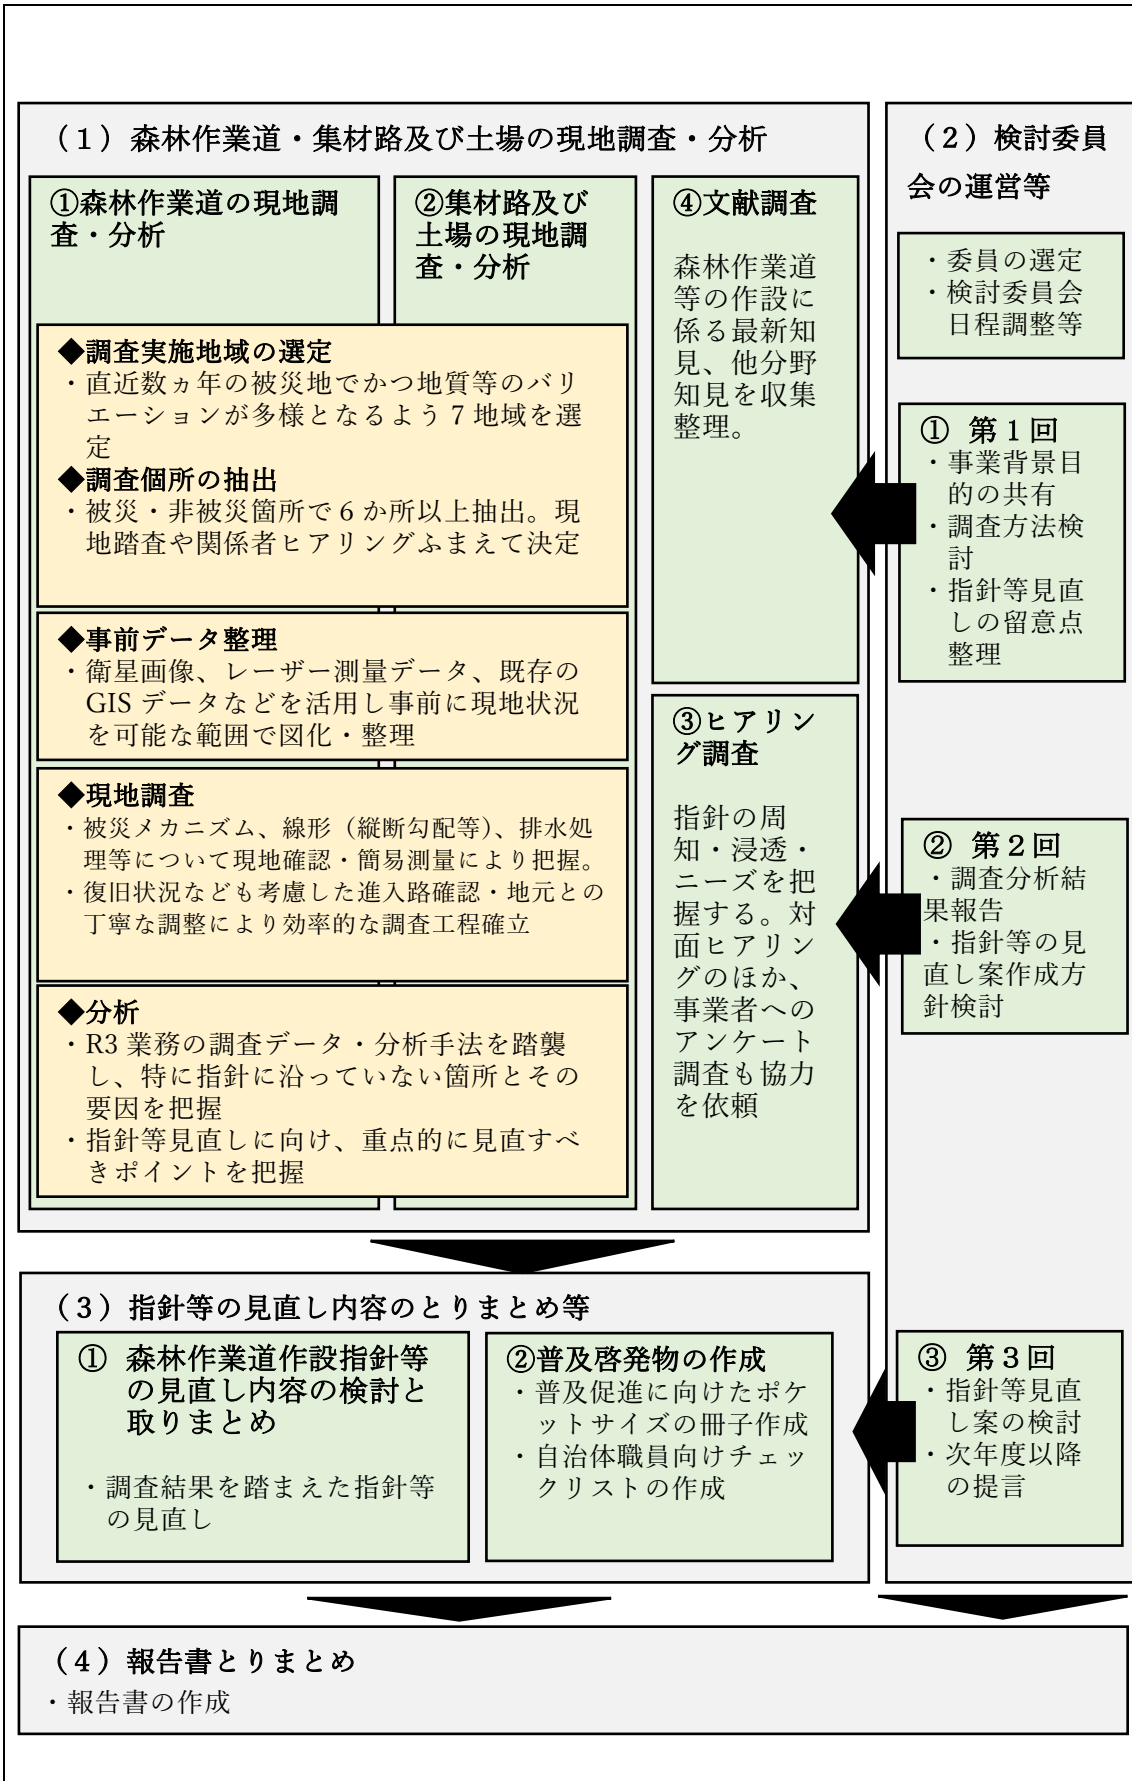 （１）森林作業道・集材路及び土場の現地調査・分析
①森林作業道の現地調
査・分析
②集材路及び
土場の現地調
査・分析
◆調査実施地域の選定
・直近数ヵ年の被災地でかつ地質等のバリ
エーションが多様となるよう７地域を選
定
◆調査個所の抽出
・被災・非被災箇所で６か所以上抽出。現
地踏査や関係者ヒアリングふまえて決定
◆事前データ整理
・衛星画像、レーザー測量データ、既存の
GIS データなどを活用し事前に現地状況
を可能な範囲で図化・整理
◆現地調査
・被災メカニズム、線形（縦断勾配等）、排水処
理等について現地確認・簡易測量により把握。
・復旧状況なども考慮した進入路確認・地元との
丁寧な調整により効率的な調査工程確立
◆分析
・R3 業務の調査データ・分析手法を踏襲
し、特に指針に沿っていない箇所とその
要因を把握
・指針等見直しに向け、重点的に見直すべ
きポイントを把握
④文献調査
森林作業道
等の作設に
係る最新知
見、他分野
知見を収集
整理。
③ヒアリン
グ調査
指針の周
知・浸透・
ニーズを把
握する。対
面ヒアリン
グのほか、
事業者への
アンケート
調査も協力
を依頼
（２）検討委員
会の運営等
・委員の選定
・検討委員会
日程調整等
① 第１回
・事業背景目
的の共有
・調査方法検
討
・指針等見直
しの留意点
整理
② 第２回
・調査分析結
果報告
・指針等の見
直し案作成方
針検討
③ 第３回
・指針等見直
し案の検討
・次年度以降
の提言
（３）指針等の見直し内容のとりまとめ等
① 森林作業道作設指針等
の見直し内容の検討と
取りまとめ
・調査結果を踏まえた指針等
の見直し
②普及啓発物の作成
・普及促進に向けたポケ
ットサイズの冊子作成
・自治体職員向けチェッ
クリストの作成
（４）報告書とりまとめ
・報告書の作成